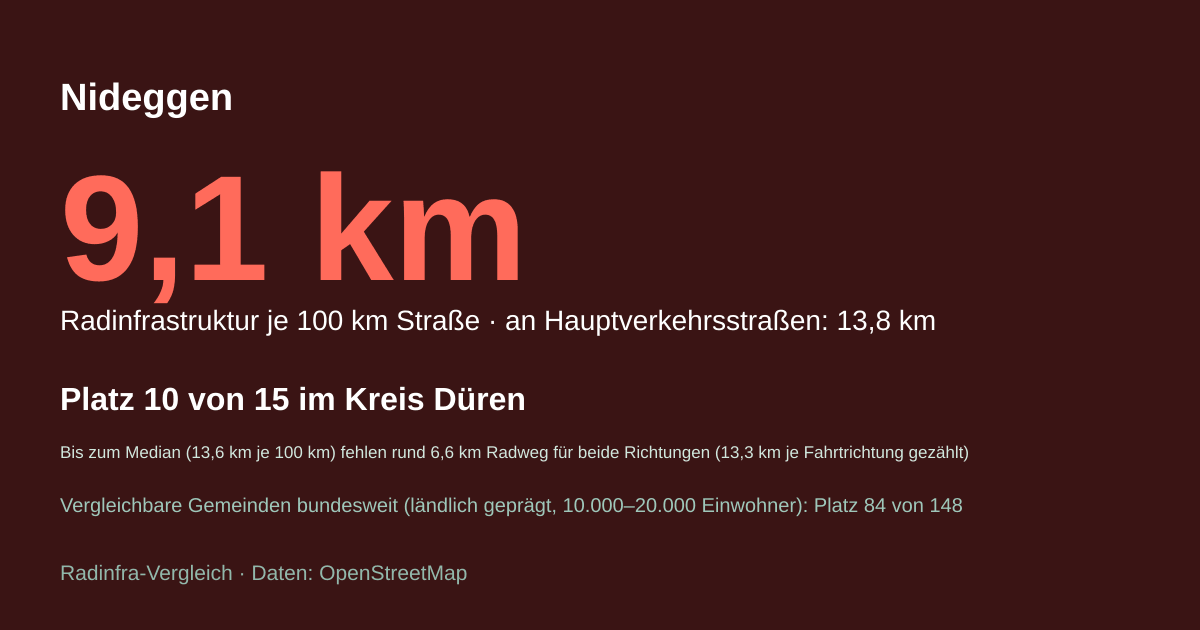 Nideggen
9,1 km
Radinfrastruktur je 100 km Straße · an Hauptverkehrsstraßen: 13,8 km
Platz 10 von 15 im Kreis Düren
Bis zum Median (13,6 km je 100 km) fehlen rund 6,6 km Radweg für beide Richtungen (13,3 km je Fahrtrichtung gezählt)
Vergleichbare Gemeinden bundesweit (ländlich geprägt, 10.000–20.000 Einwohner): Platz 84 von 148
Radinfra-Vergleich · Daten: OpenStreetMap